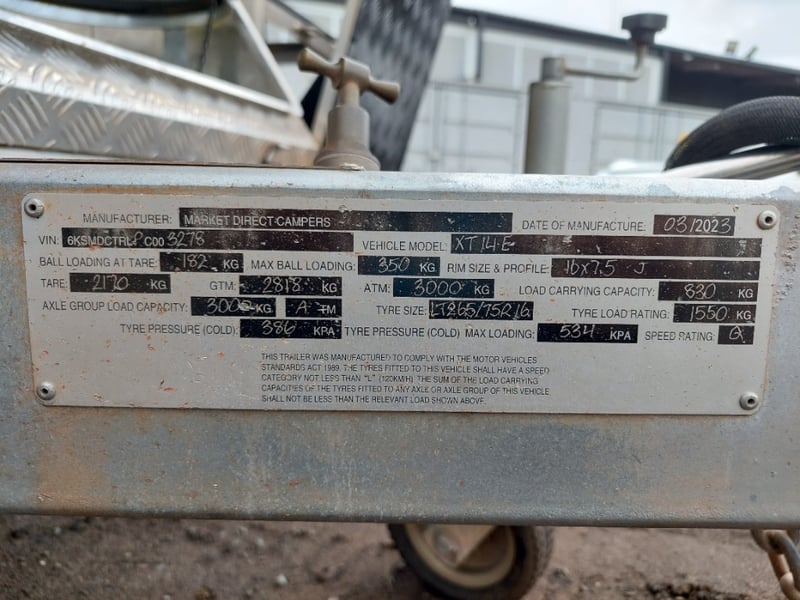 MANUFACTURER: MARKET DIRECT CAMPERS DATE OF MANUFACTURE: 03/2023
VIN: 6KSMDCTRLP C00 3278 VEHICLE MODEL: XT 14-E
BALL LOADING AT TARE: 182 KG MAX BALL LOADING: 350 KG RIM SIZE & PROFILE: 16x7.5 J
TARE: 2170 KG GTM: 2818 KG ATM: 3000 KG LOAD CARRYING CAPACITY: 830 KG
AXLE GROUP LOAD CAPACITY: 3000 KG A TM TYRE SIZE: LT265/75R16 TYRE LOAD RATING: 1550 KG
TYRE PRESSURE (COLD): 386 KPA TYRE PRESSURE (COLD) MAX LOADING: 534 KPA SPEED RATING: Q
THIS TRAILER WAS MANUFACTURED TO COMPLY WITH THE MOTOR VEHICLES
STANDARDS ACT 1989. THE TYRES FITTED TO THIS VEHICLE SHALL HAVE A SPEED
CATEGORY NOT LESS THAN "L" (120KM/H) THE SUM OF THE LOAD CARRYING
CAPACITIES OF THE TYRES FITTED TO ANY AXLE OR AXLE GROUP OF THIS VEHICLE
SHALL NOT BE LESS THAN THE RELEVANT LOAD SHOWN ABOVE.